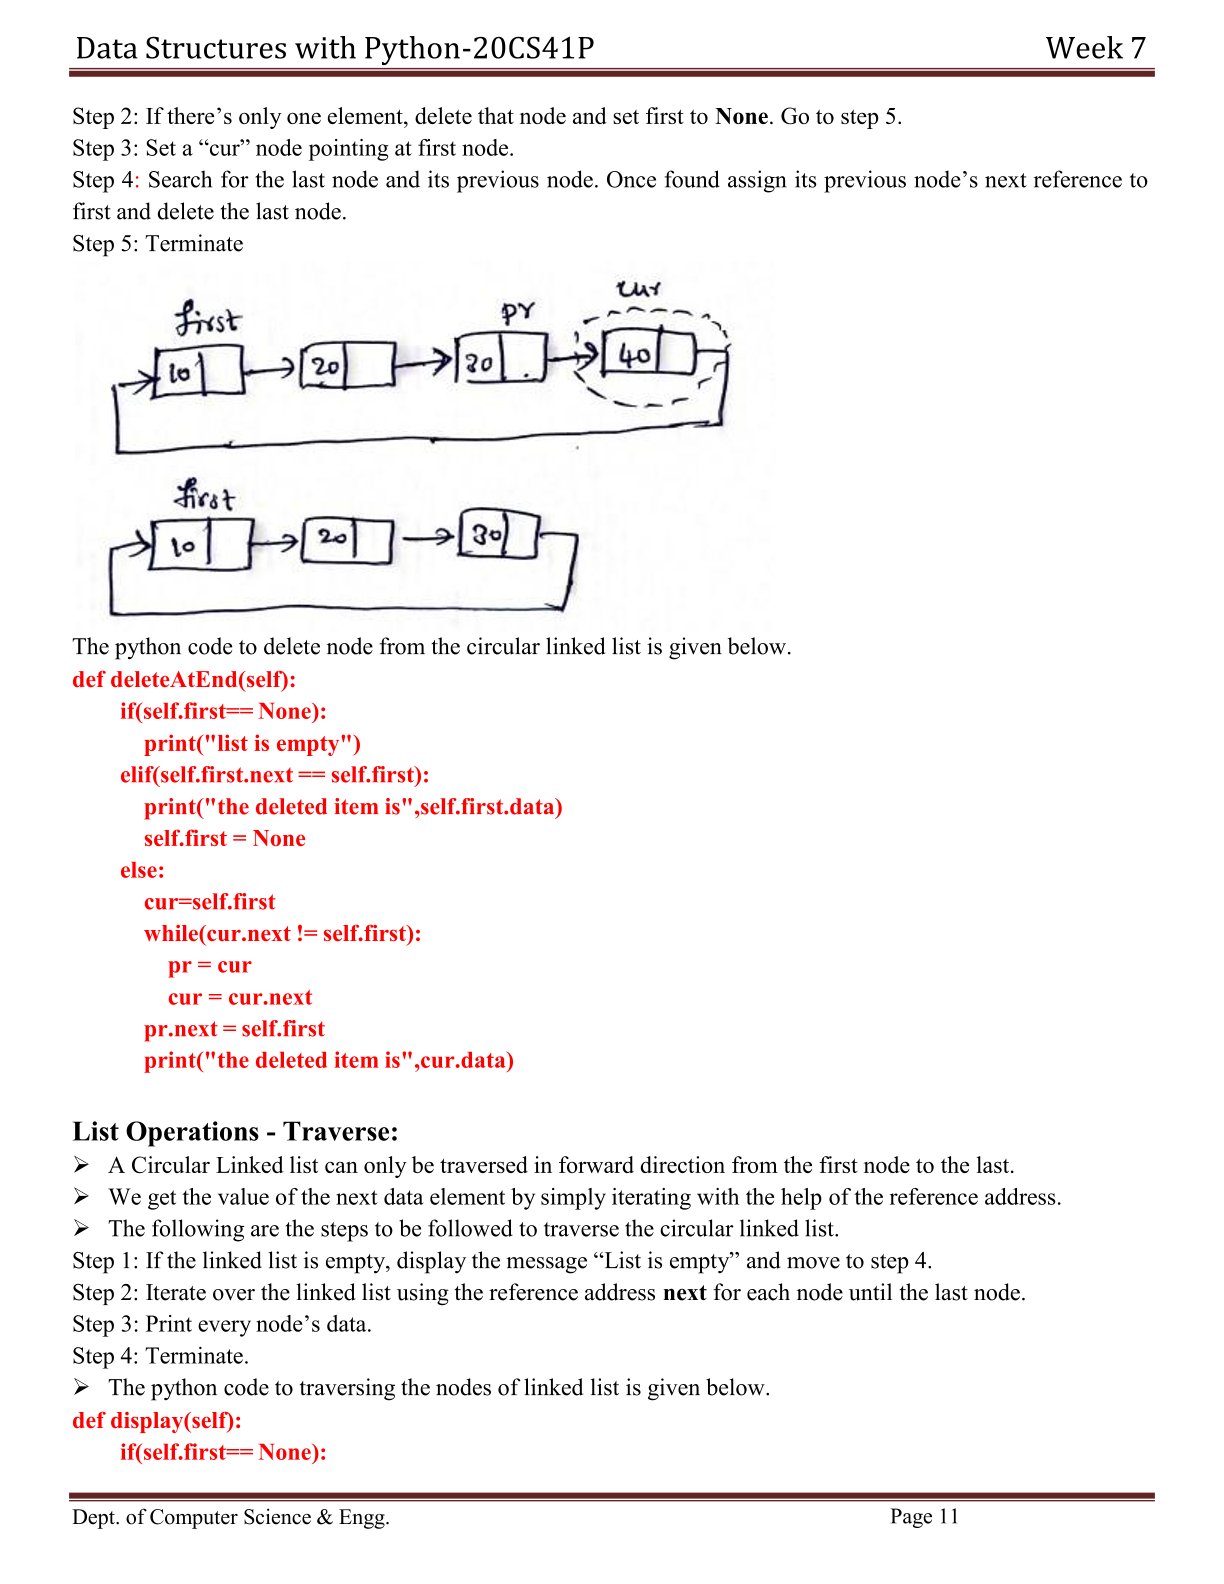 Data Structures with Python-20CS41P Week 7
Step 2: If there’s only one element, delete that node and set first to None. Go to step 5.
Step 3: Set a “cur” node pointing at first node.
Step 4: Search for the last node and its previous node. Once found assign its previous node’s next reference to
first and delete the last node.
Step 5: Terminate
cur
first pr
10 20 30 40
first
10 20 30
The python code to delete node from the circular linked list is given below.
def deleteAtEnd(self):
if(self.first== None):
print("list is empty")
elif(self.first.next == self.first):
print("the deleted item is",self.first.data)
self.first = None
else:
cur=self.first
while(cur.next != self.first):
pr = cur
cur = cur.next
pr.next = self.first
print("the deleted item is",cur.data)
List Operations - Traverse:
➢ A Circular Linked list can only be traversed in forward direction from the first node to the last.
➢ We get the value of the next data element by simply iterating with the help of the reference address.
➢ The following are the steps to be followed to traverse the circular linked list.
Step 1: If the linked list is empty, display the message “List is empty” and move to step 4.
Step 2: Iterate over the linked list using the reference address next for each node until the last node.
Step 3: Print every node’s data.
Step 4: Terminate.
➢ The python code to traversing the nodes of linked list is given below.
def display(self):
if(self.first== None):
Dept. of Computer Science & Engg. Page 11